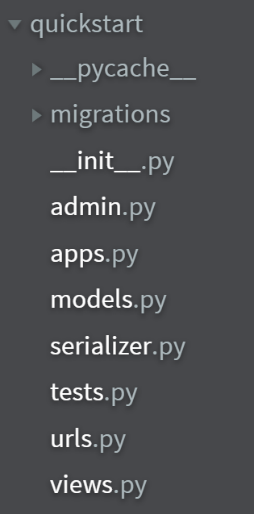 quickstart
__pycache__
migrations
__init__.py
admin.py
apps.py
models.py
serializer.py
tests.py
urls.py
views.py